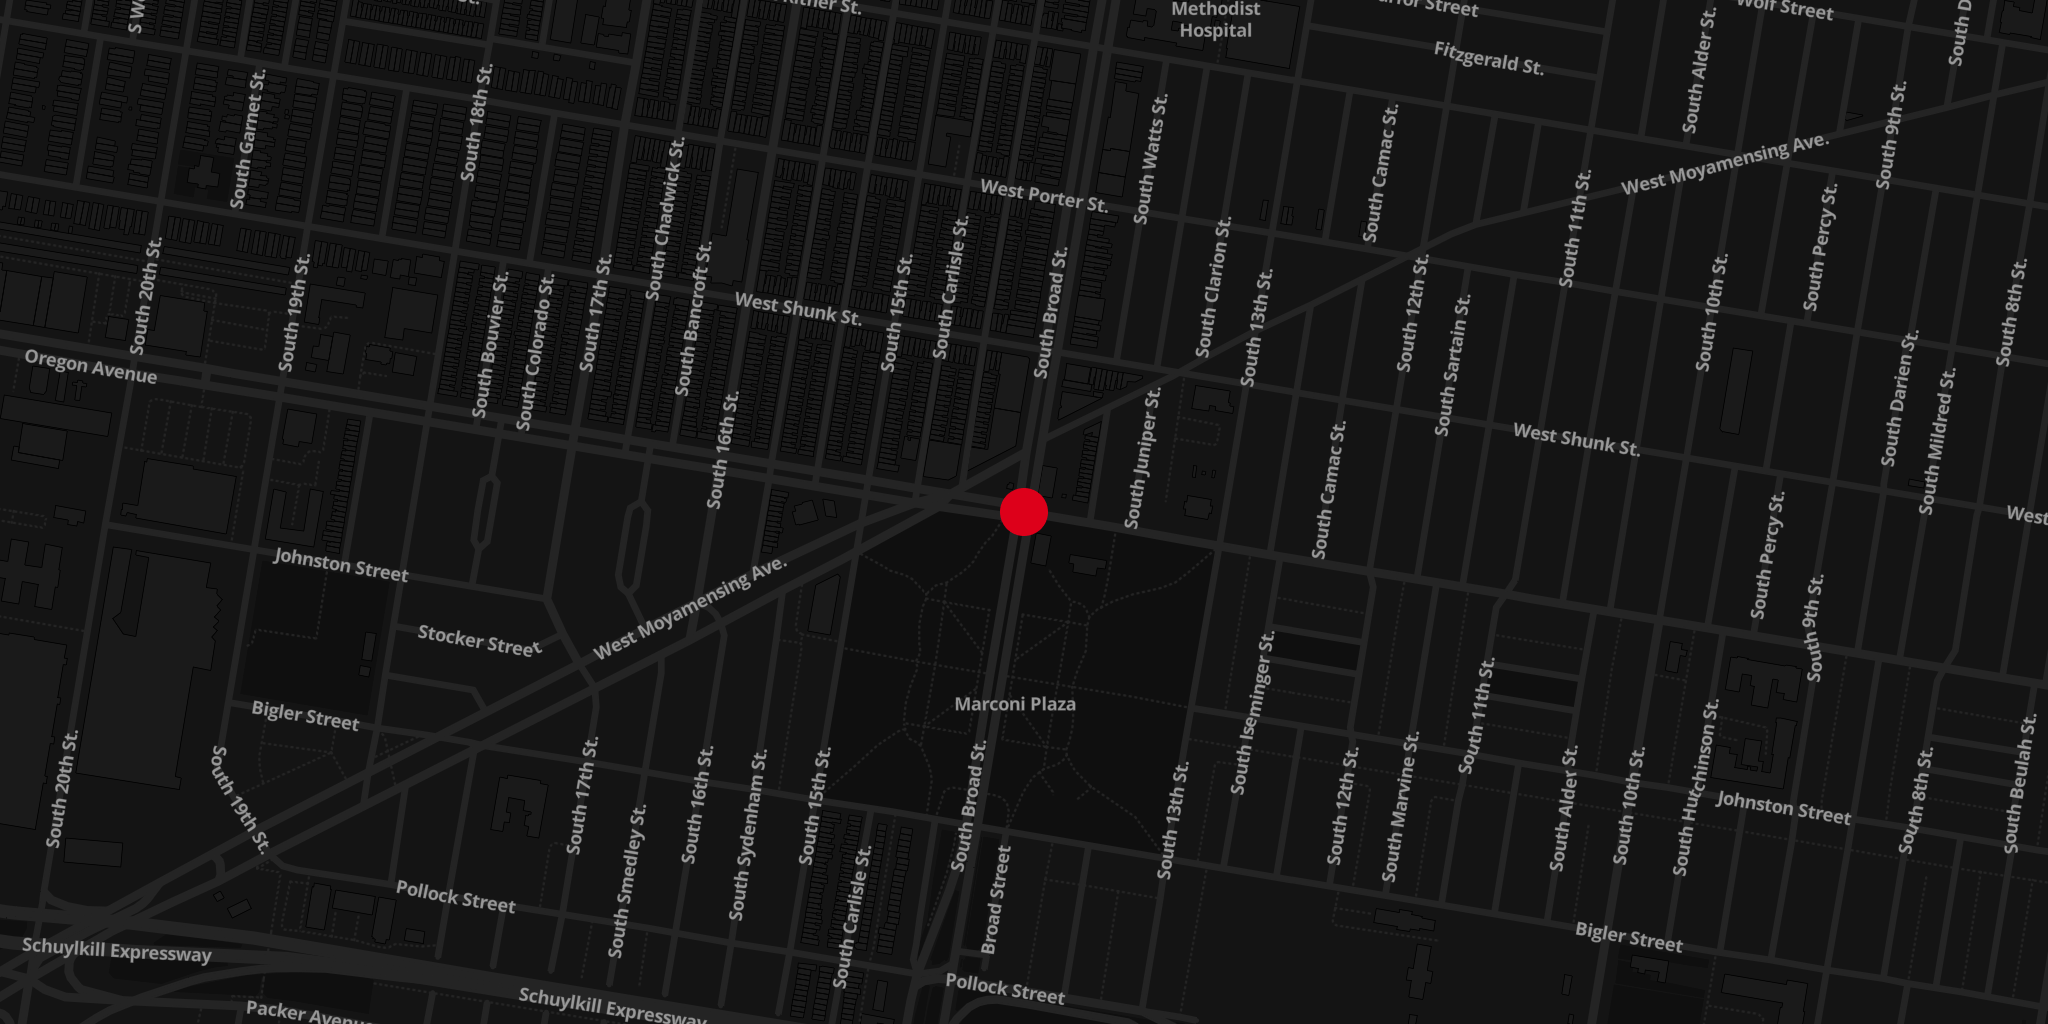 Methodist
Hospital
Wolf Street
Fitzgerald St.
South Alder St.
South 9th St.
South Garnet St.
South 18th St.
South Watts St.
South Camac St.
West Moyamensing Ave.
South Chadwick St.
West Porter St.
South 11th St.
South Percy St.
South 20th St.
South 19th St.
South Bouvier St.
South Colorado St.
South 17th St.
South Bancroft St.
West Shunk St.
South 15th St.
South Carlisle St.
South Broad St.
South Clarion St.
South 13th St.
South 12th St.
South Sartain St.
South 10th St.
South 8th St.
Oregon Avenue
South 16th St.
South Juniper St.
South Camac St.
West Shunk St.
South Darien St.
South Mildred St.
West
Johnston Street
Stocker Street
West Moyamensing Ave.
South Percy St.
South 9th St.
Bigler Street
Marconi Plaza
South Iseminger St.
South 11th St.
South 20th St.
South 19th St.
South 17th St.
South Smedley St.
South 16th St.
South Sydenham St.
South 15th St.
South Carlisle St.
South Broad St.
Broad Street
South 13th St.
South 12th St.
South Marvine St.
South Alder St.
South 10th St.
South Hutchinson St.
Johnston Street
South 8th St.
South Beulah St.
Pollock Street
Bigler Street
Schuylkill Expressway
Schuylkill Expressway
Pollock Street
Packer Avenue